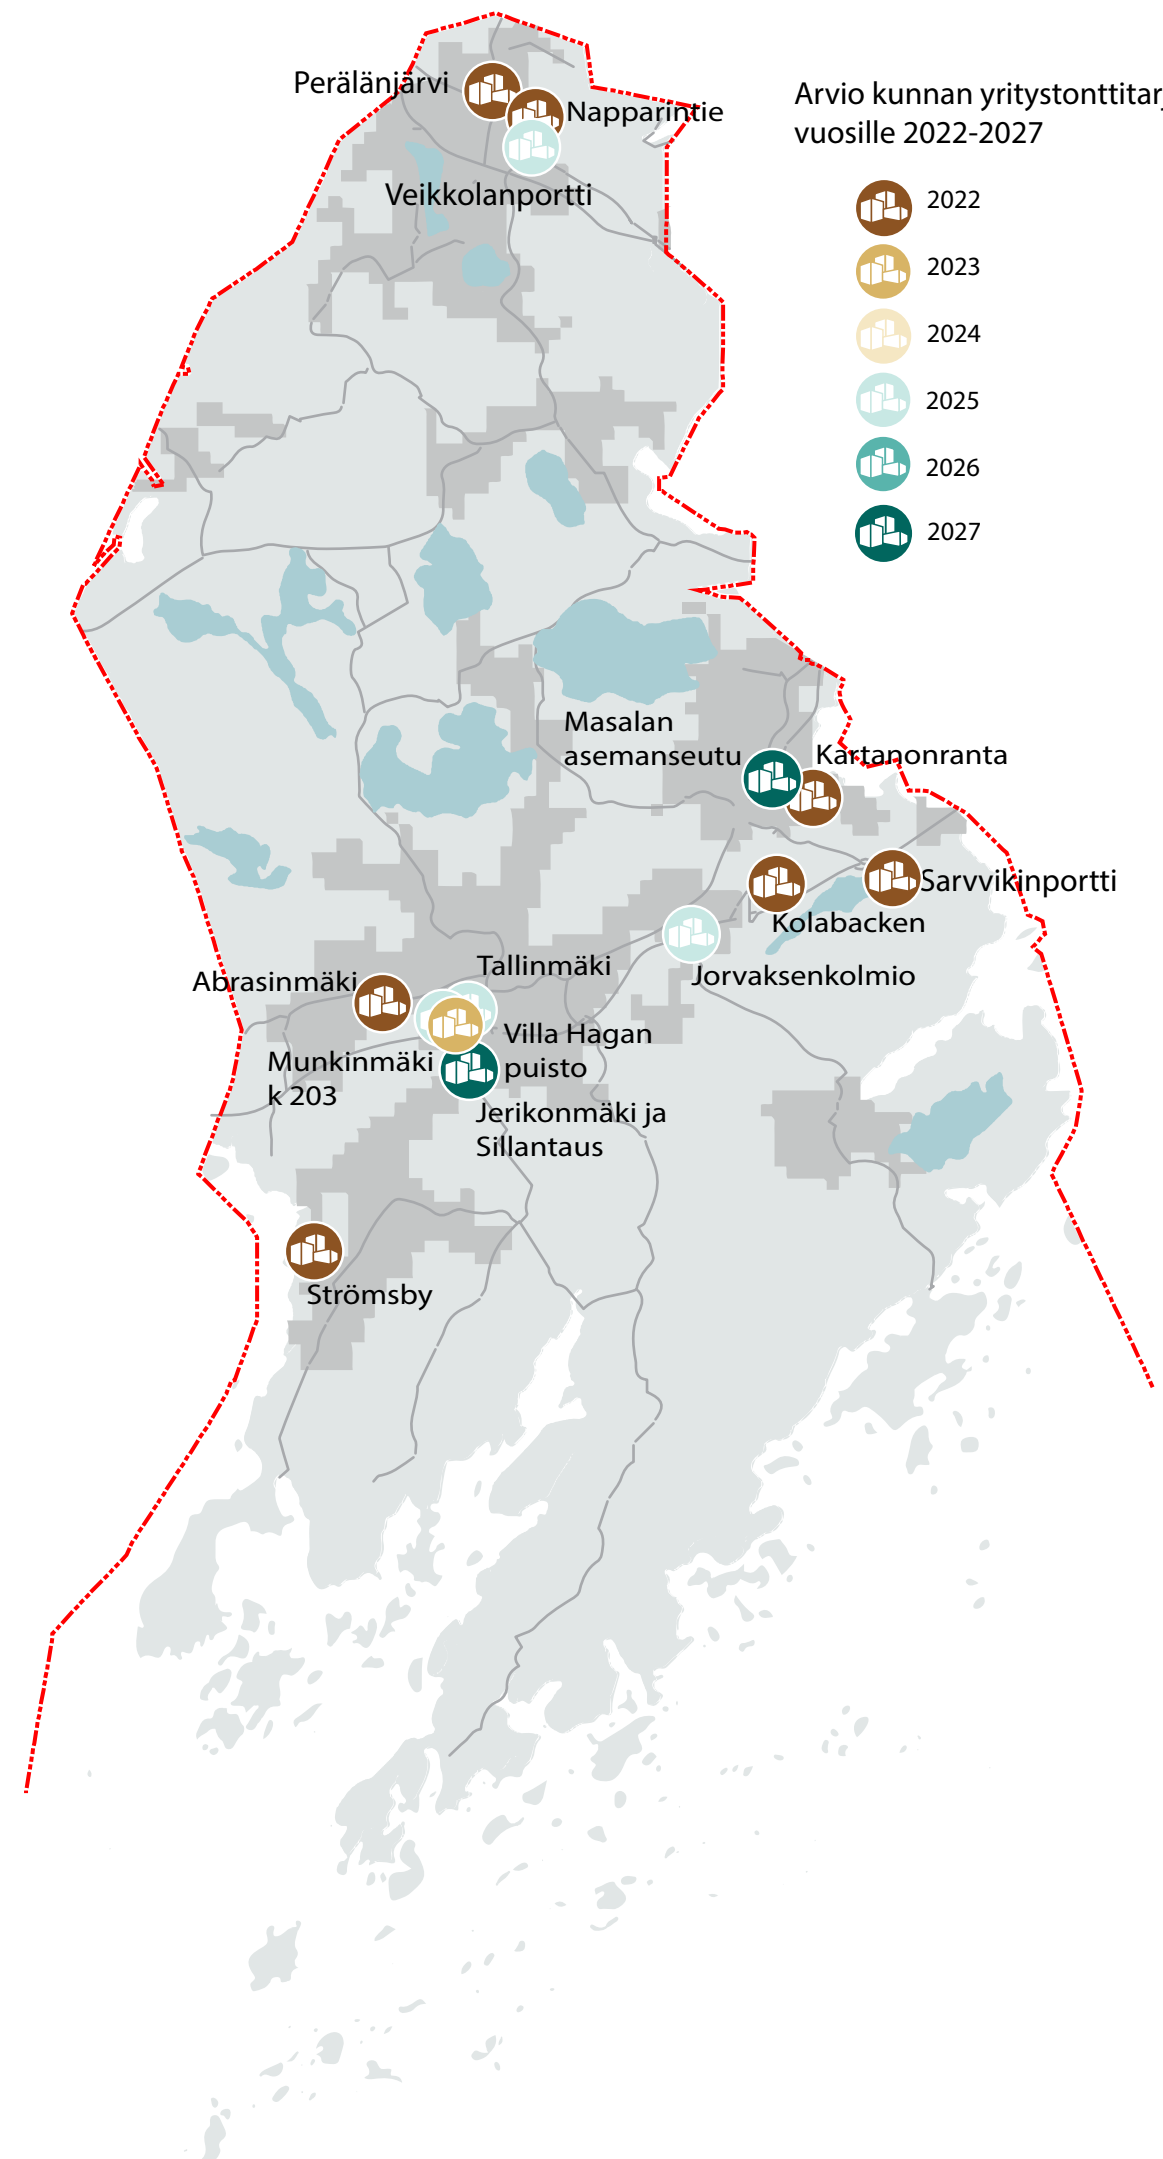 Arvio kunnan yritystonttitar
vuosille 2022-2027
2022
2023
2024
2025
2026
2027
Perälänjärvi
Napparintie
Veikkolanportti
Masalan
asemanseutu
Kartanonranta
Sarvvikinportti
Kolabacken
Jorvaksenkolmio
Tallinmäki
Abrasinmäki
Villa Hagan
puisto
Munkinmäki
k 203
Jerikonmäki ja
Sillantaus
Strömsby